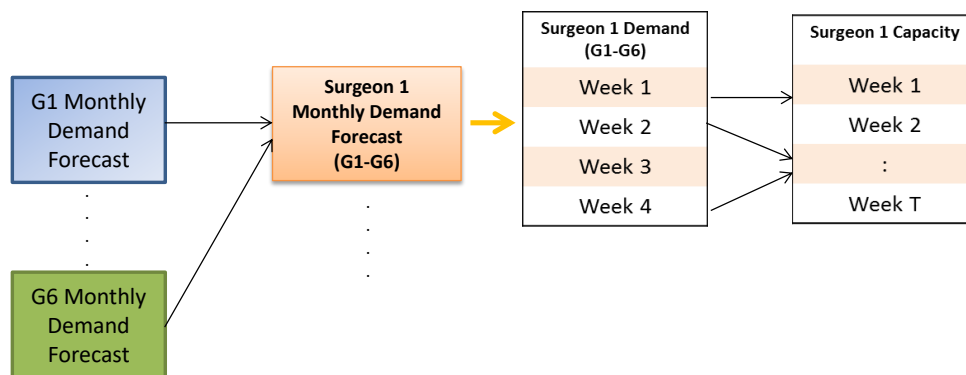 G1 Monthly
Demand
Forecast
G6 Monthly
Demand
Forecast
Surgeon 1
Monthly Demand
Forecast
(G1-G6)
Surgeon 1 Demand
(G1-G6)
Week 1
Week 2
Week 3
Week 4
Surgeon 1 Capacity
Week 1
Week 2
:
Week T